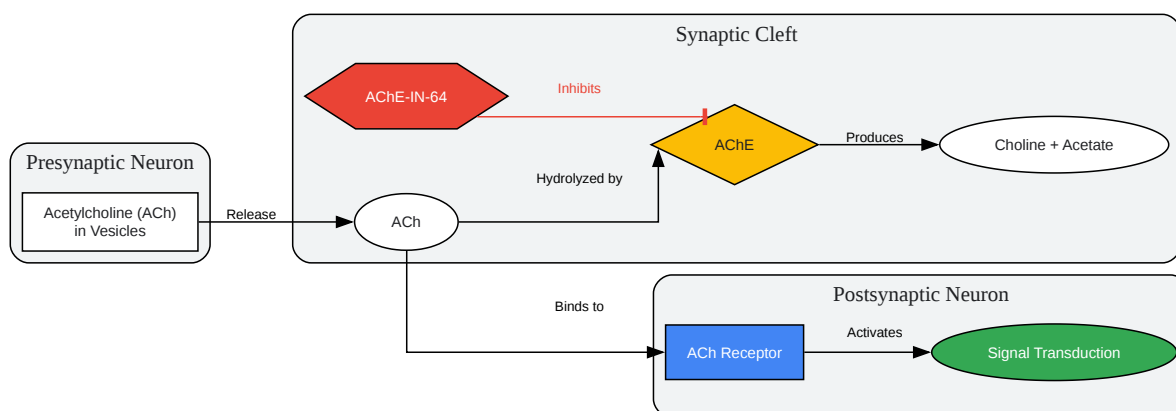 Synaptic Cleft
AChE-IN-64
Inhibits
AChE
Produces
Choline + Acetate
Presynaptic Neuron
Acetylcholine (ACh)
in Vesicles
Release
ACh
Hydrolyzed by
Binds to
Postsynaptic Neuron
ACh Receptor
Activates
Signal Transduction